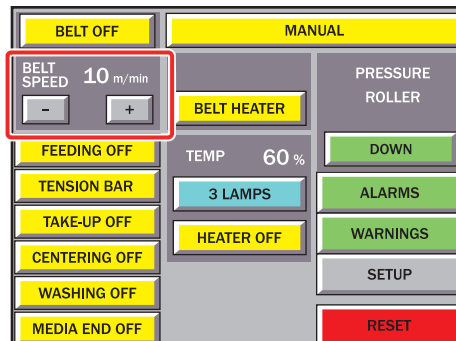 BELT OFF
MANUAL
BELT
SPEED 10 m/min
- +
BELT HEATER
PRESSURE
ROLLER
FEEDING OFF
TEMP 60 %
DOWN
TENSION BAR
3 LAMPS
ALARMS
TAKE-UP OFF
HEATER OFF
WARNINGS
CENTERING OFF
SETUP
WASHING OFF
MEDIA END OFF
RESET